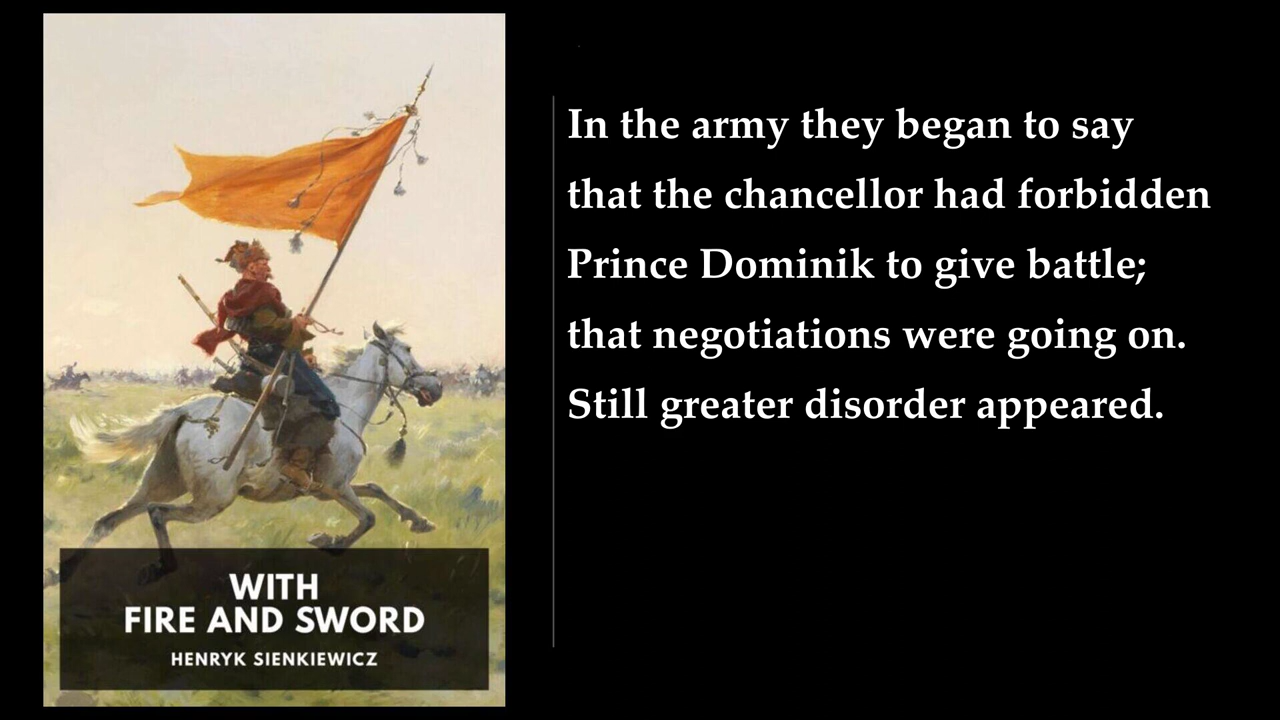 WITH
FIRE AND SWORD
HENRYK SIENKIEWICZ
In the army they began to say
that the chancellor had forbidden
Prince Dominik to give battle;
that negotiations were going on.
Still greater disorder appeared.